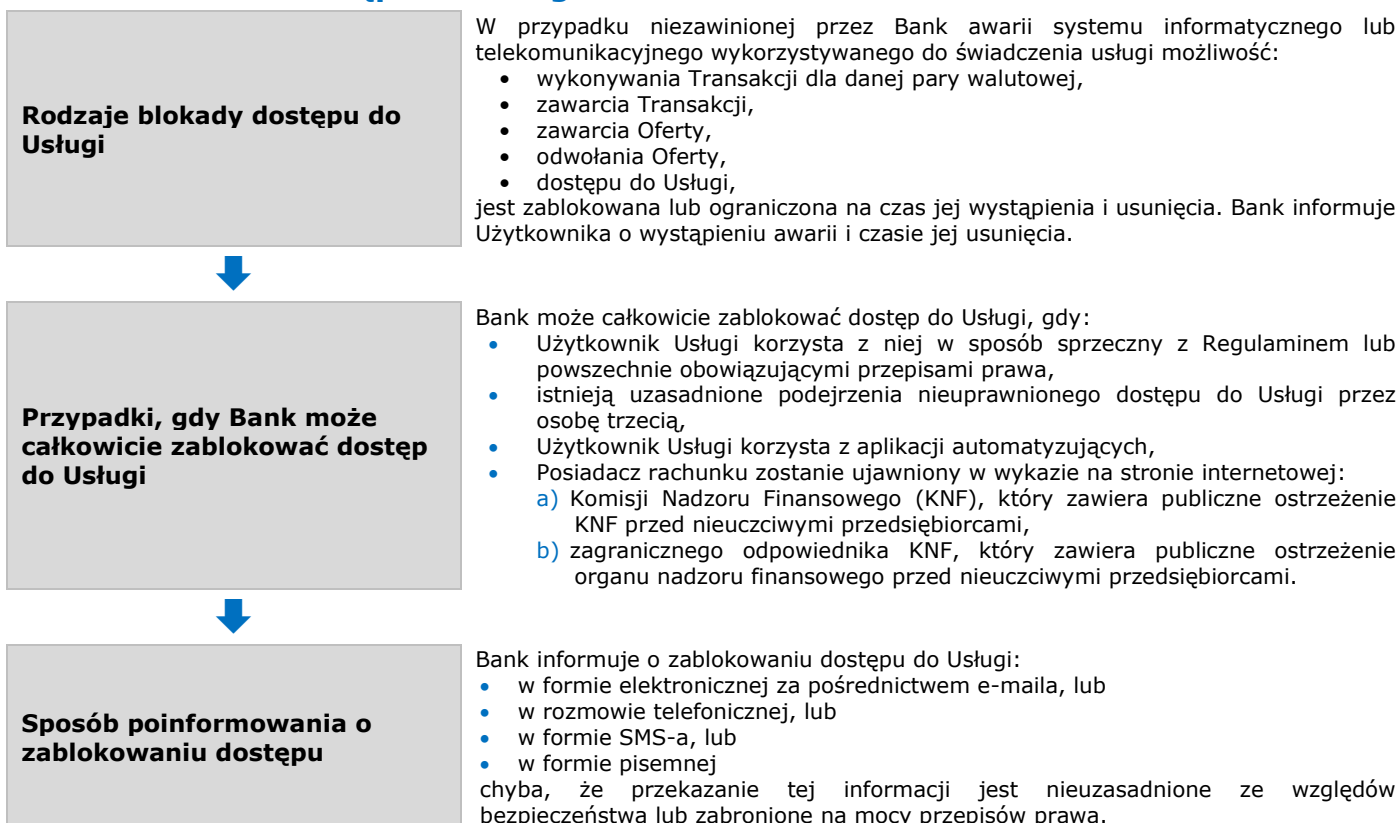 Rodzaje blokady dostępu do
Usługi
W przypadku niezawinionej przez Bank awarii systemu informatycznego lub
telekomunikacyjnego wykorzystywanego do świadczenia usługi możliwość:
• wykonywania Transakcji dla danej pary walutowej,
• zawarcia Transakcji,
• zawarcia Oferty,
• odwołania Oferty,
• dostępu do Usługi,
jest zablokowana lub ograniczona na czas jej wystąpienia i usunięcia. Bank informuje
Użytkownika o wystąpieniu awarii i czasie jej usunięcia.
Przypadki, gdy Bank może
całkowicie zablokować dostęp
do Usługi
Bank może całkowicie zablokować dostęp do Usługi, gdy:
• Użytkownik Usługi korzysta z niej w sposób sprzeczny z Regulaminem lub
powszechnie obowiązującymi przepisami prawa,
• istnieją uzasadnione podejrzenia nieuprawnionego dostępu do Usługi przez
osobę trzecią,
• Użytkownik Usługi korzysta z aplikacji automatyzujących,
• Posiadacz rachunku zostanie ujawniony w wykazie na stronie internetowej:
a) Komisji Nadzoru Finansowego (KNF), który zawiera publiczne ostrzeżenie
KNF przed nieuczciwymi przedsiębiorcami,
b) zagranicznego odpowiednika KNF, który zawiera publiczne ostrzeżenie
organu nadzoru finansowego przed nieuczciwymi przedsiębiorcami.
Sposób poinformowania o
zablokowaniu dostępu
Bank informuje o zablokowaniu dostępu do Usługi:
• w formie elektronicznej za pośrednictwem e-maila, lub
• w rozmowie telefonicznej, lub
• w formie SMS-a, lub
• w formie pisemnej
chyba, że przekazanie tej informacji jest nieuzasadnione ze względów
bezpieczeństwa lub zabronione na mocy przepisów prawa.